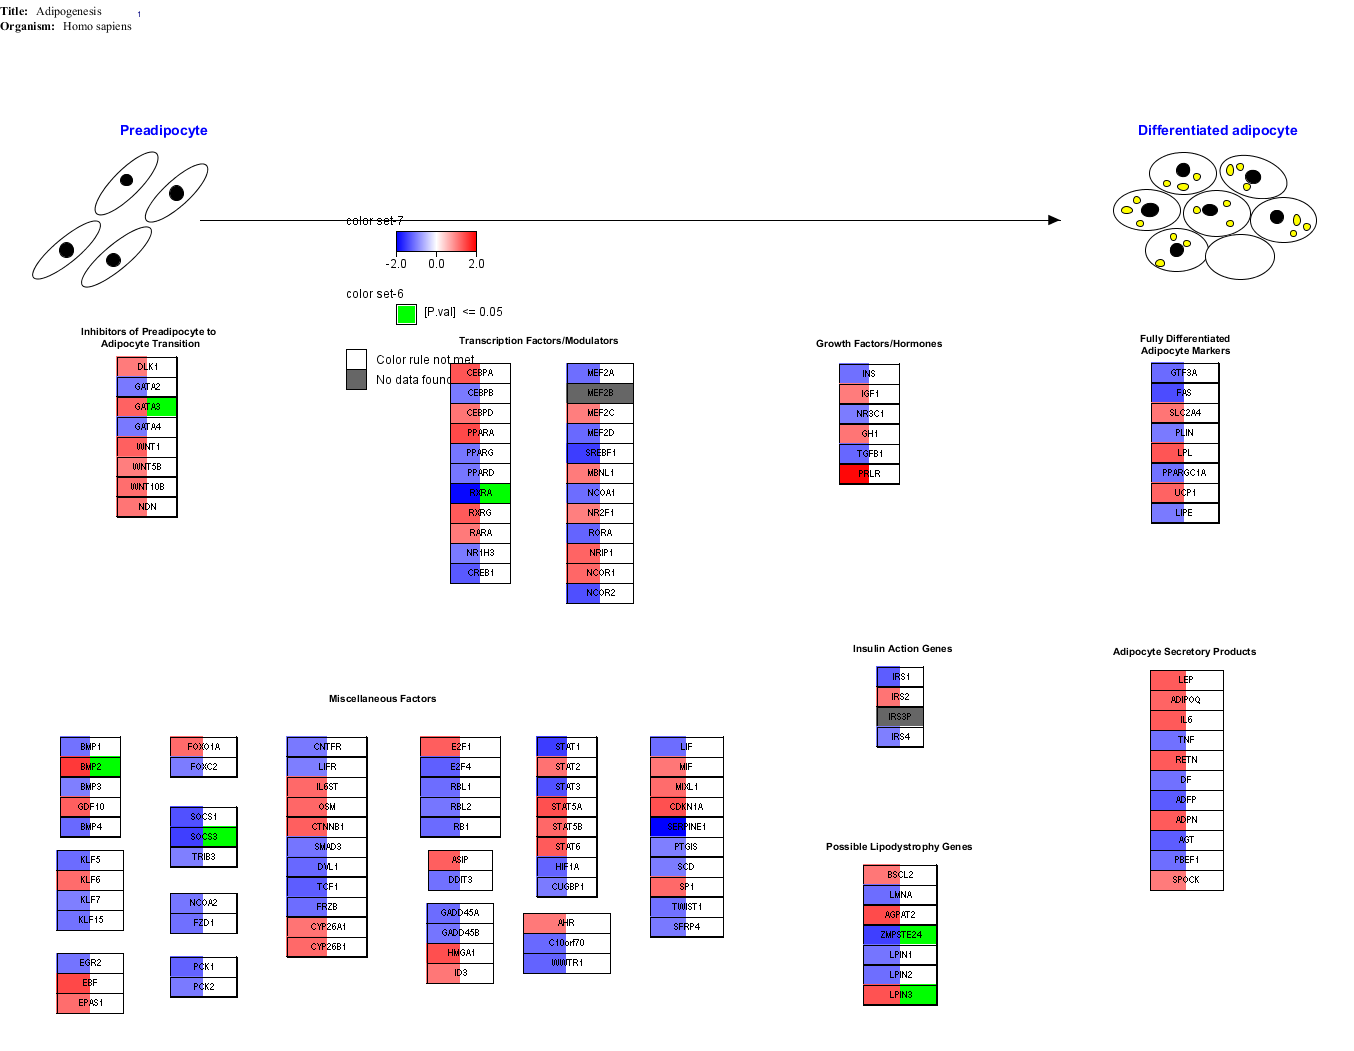 Title: Adipogenesis 1
Organism: Homo sapiens
Preadipocyte
Differentiated adipocyte
color set-7
-2.0 0.0 2.0
color set-6
[P.val] <= 0.05
Color rule not met
No data found
Inhibitors of Preadipocyte to
Adipocyte Transition
DLK1
GATA2
GATA3
GATA4
WNT1
WNT5B
WNT10B
NDN
Transcription Factors/Modulators
CEBPA
CEBPB
CEBPD
PPARA
PPARG
PPARD
RXRA
RXRG
RARA
NR1H3
CREB1
MEF2A
MEF2B
MEF2C
MEF2D
SREBF1
MBNL1
NCOA1
NR2F1
RORA
NRIP1
NCOR1
NCOR2
Growth Factors/Hormones
INS
IGF1
NR3C1
GH1
TGFB1
PRLR
Fully Differentiated
Adipocyte Markers
GTF3A
FAS
SLC2A4
PLIN
LPL
PPARGC1A
UCP1
LIPE
Miscellaneous Factors
BMP1
BMP2
BMP3
GDF10
BMP4
KLF5
KLF6
KLF7
KLF15
EGR2
EBF
EPAS1
FOXO1A
FOXC2
SOCS1
SOCS3
TRIB3
NCOA2
FZD1
PCK1
PCK2
CNTFR
LIFR
IL6ST
OSM
CTNNB1
SMAD3
DVL1
TCF1
FRZB
CYP26A1
CYP26B1
E2F1
E2F4
RBL1
RBL2
RB1
ASIP
DDIT3
GADD45A
GADD45B
HMGA1
ID3
STAT1
STAT2
STAT3
STAT5A
STAT5B
STAT6
HIF1A
CUGBP1
AHR
C10orf70
WWTR1
LIF
MIF
MIXL1
CDKN1A
SERPINE1
PTGIS
SCD
SP1
TWIST1
SFRP4
Insulin Action Genes
IRS1
IRS2
IRS3P
IRS4
Possible Lipodystrophy Genes
BSCL2
LMNA
AGPAT2
ZMPSTE24
LPIN1
LPIN2
LPIN3
Adipocyte Secretory Products
LEP
ADIPOQ
IL6
TNF
RETN
DF
ADFP
ADPN
AGT
PBEF1
SPOCK